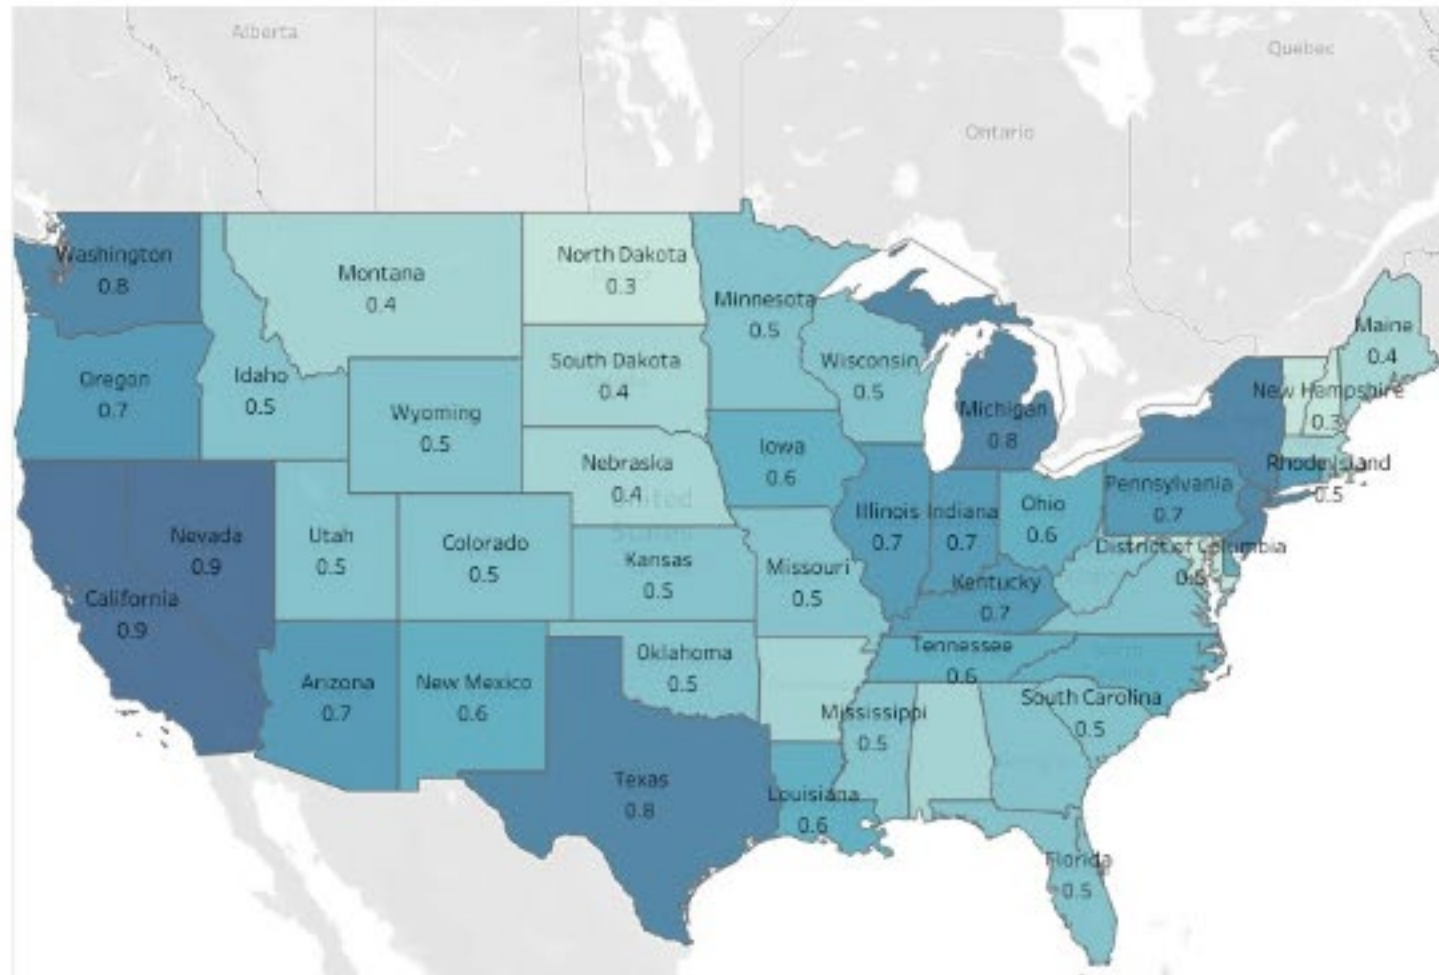 Alberta
Quebec
Ontario
Washington
0.8
Montana
0.4
North Dakota
0.3
Minnesota
0.5
Maine
0.4
Oregon
0.7
Idaho
0.5
South Dakota
0.4
Wisconsin
0.5
New Hampshire
0.3
Wyoming
0.5
Michigan
0.8
Iowa
0.6
Nebraska
0.4
United
States
Rhode Island
0.5
Pennsylvania
0.7
Illinois
0.7
Indiana
0.7
Ohio
0.6
Nevada
0.9
Utah
0.5
Colorado
0.5
Kansas
0.5
Missouri
0.5
District of Columbia
Kentucky
0.7
California
0.9
Oklahoma
0.5
Tennessee
0.6
Arizona
0.7
New Mexico
0.6
South Carolina
0.5
Mississippi
0.5
Texas
0.8
Louisiana
0.6
Florida
0.5